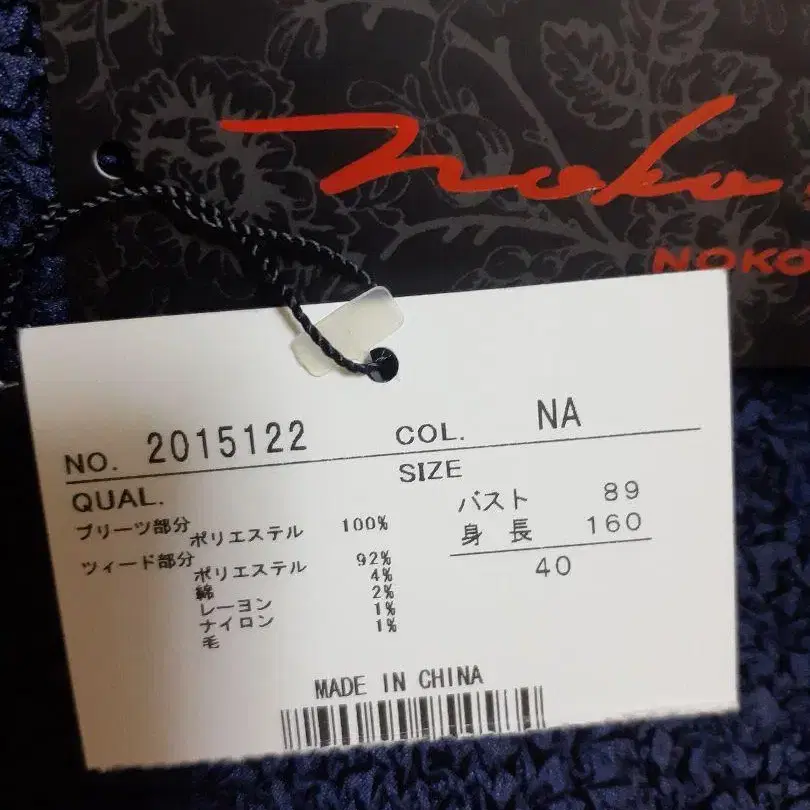 noko
NOKO
NO. 2015122 COL. NA
QUAL. SIZE
プリーツ部分
ポリエステル 100%
ツィード部分
ポリエステル 92%
綿 4%
レーヨン 2%
ナイロン 1%
毛 1%
バスト 89
身長 160
40
MADE IN CHINA